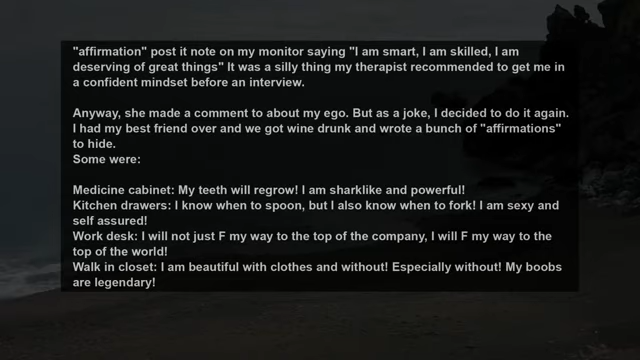 "affirmation" post it note on my monitor saying "I am smart, I am skilled, I am
deserving of great things" It was a silly thing my therapist recommended to get me in
a confident mindset before an interview.
Anyway, she made a comment to about my ego. But as a joke, I decided to do it again.
I had my best friend over and we got wine drunk and wrote a bunch of "affirmations"
to hide.
Some were:
Medicine cabinet: My teeth will regrow! I am sharklike and powerful!
Kitchen drawers: I know when to spoon, but I also know when to fork! I am sexy and
self assured!
Work desk: I will not just F my way to the top of the company, I will F my way to the
top of the world!
Walk in closet: I am beautiful with clothes and without! Especially without! My boobs
are legendary!